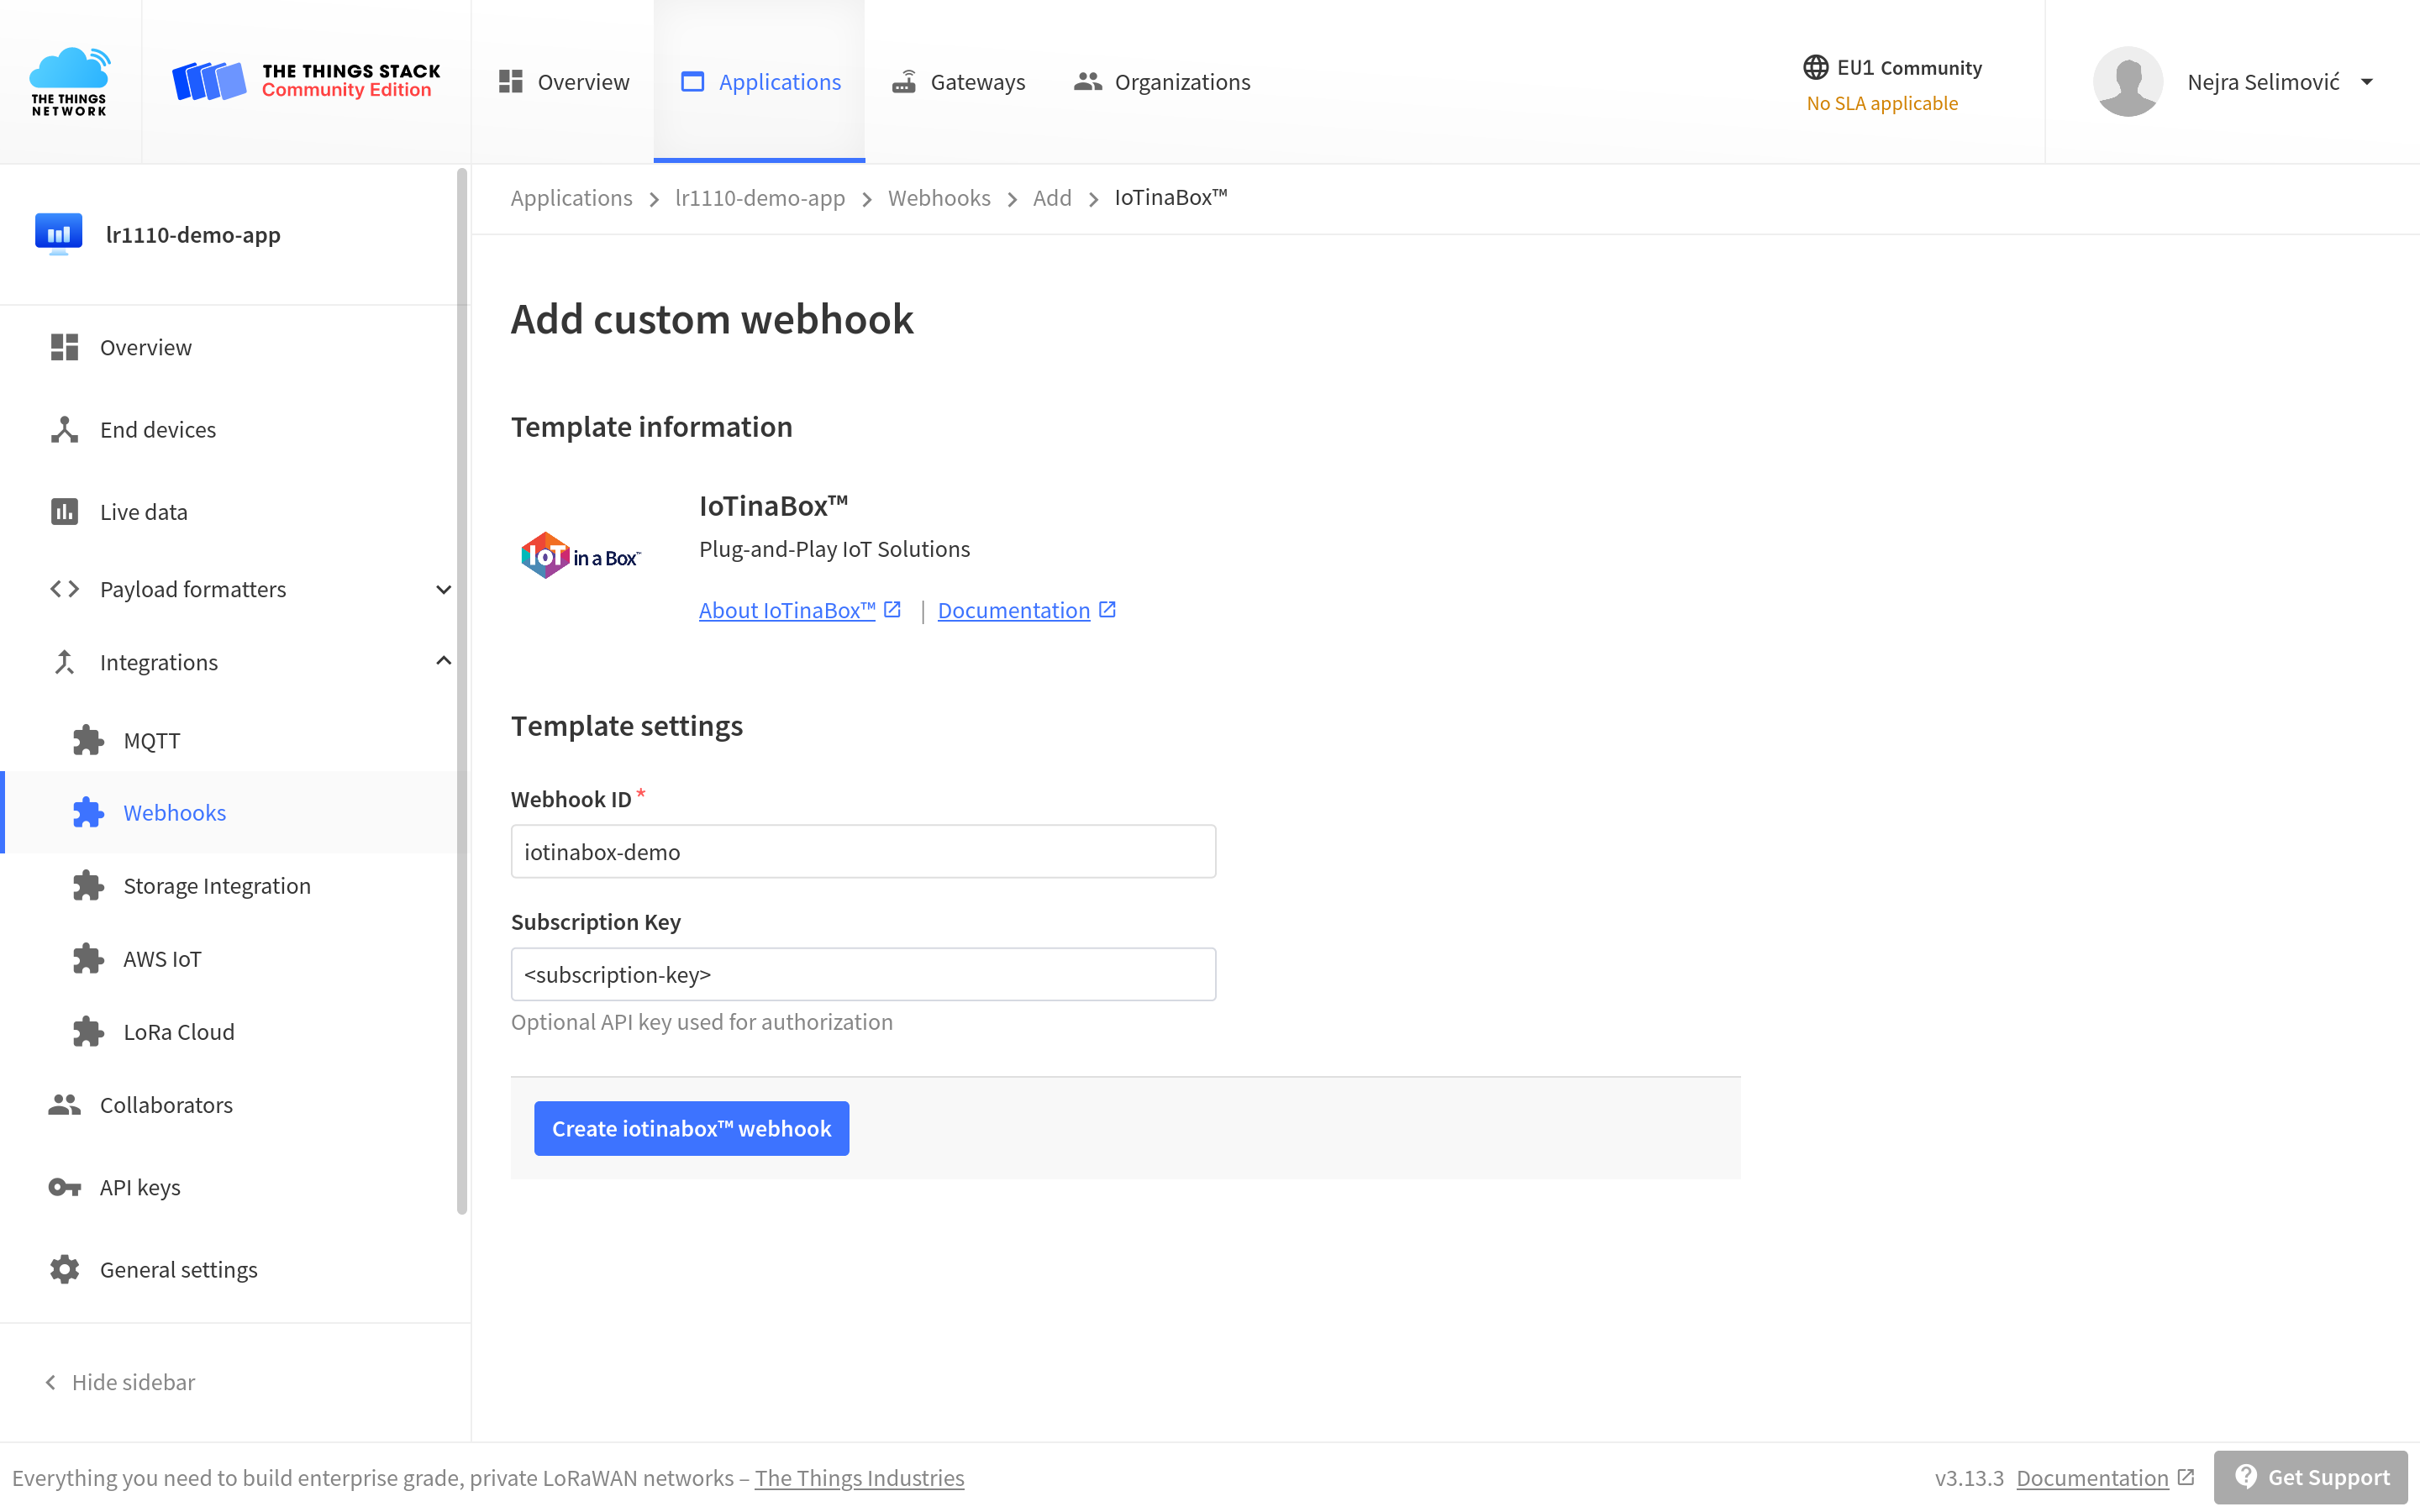 THE THINGS
NETWORK
THE THINGS STACK
Community Edition
Overview
Applications
Gateways
Organizations
EU1 Community
No SLA applicable
Nejra Selimović
lr1110-demo-app
Overview
End devices
Live data
Payload formatters
Integrations
MQTT
Webhooks
Storage Integration
AWS IoT
LoRa Cloud
Collaborators
API keys
General settings
Hide sidebar
Applications > lr1110-demo-app > Webhooks > Add > IoTinaBox™
Add custom webhook
Template information
IoT in a Box™
IoTinaBox™
Plug-and-Play IoT Solutions
About IoTinaBox™ | Documentation
Template settings
Webhook ID *
iotinabox-demo
Subscription Key
<subscription-key>
Optional API key used for authorization
Create iotinabox™ webhook
Everything you need to build enterprise grade, private LoRaWAN networks – The Things Industries
v3.13.3 Documentation
Get Support